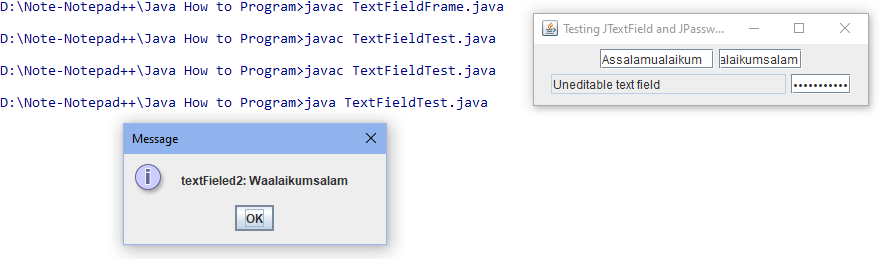 D:\Note-Notepad++\Java How to Program>javac TextFieldFrame.java
D:\Note-Notepad++\Java How to Program>javac TextFieldTest.java
D:\Note-Notepad++\Java How to Program>javac TextFieldTest.java
D:\Note-Notepad++\Java How to Program>java TextFieldTest.java
Testing JTextField and JPassw...
Assalamualaikum alaikumsalam
Uneditable text field •••••••••••
Message
textFieled2: Waalaikumsalam
OK